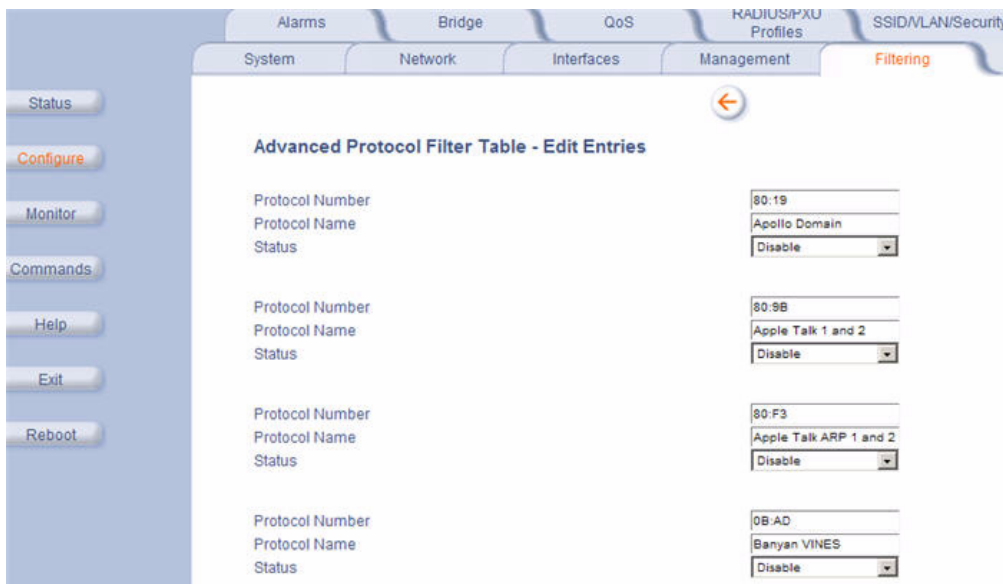 Alarms Bridge QoS RADIUS/PXU Profiles SSID/VLAN/Security
System Network Interfaces Management Filtering
Status
Configure
Monitor
Commands
Help
Exit
Reboot
Advanced Protocol Filter Table - Edit Entries
Protocol Number 80:19
Protocol Name Apollo Domain
Status Disable
Protocol Number 80:9B
Protocol Name Apple Talk 1 and 2
Status Disable
Protocol Number 80:F3
Protocol Name Apple Talk ARP 1 and 2
Status Disable
Protocol Number 0B:AD
Protocol Name Banyan VINES
Status Disable